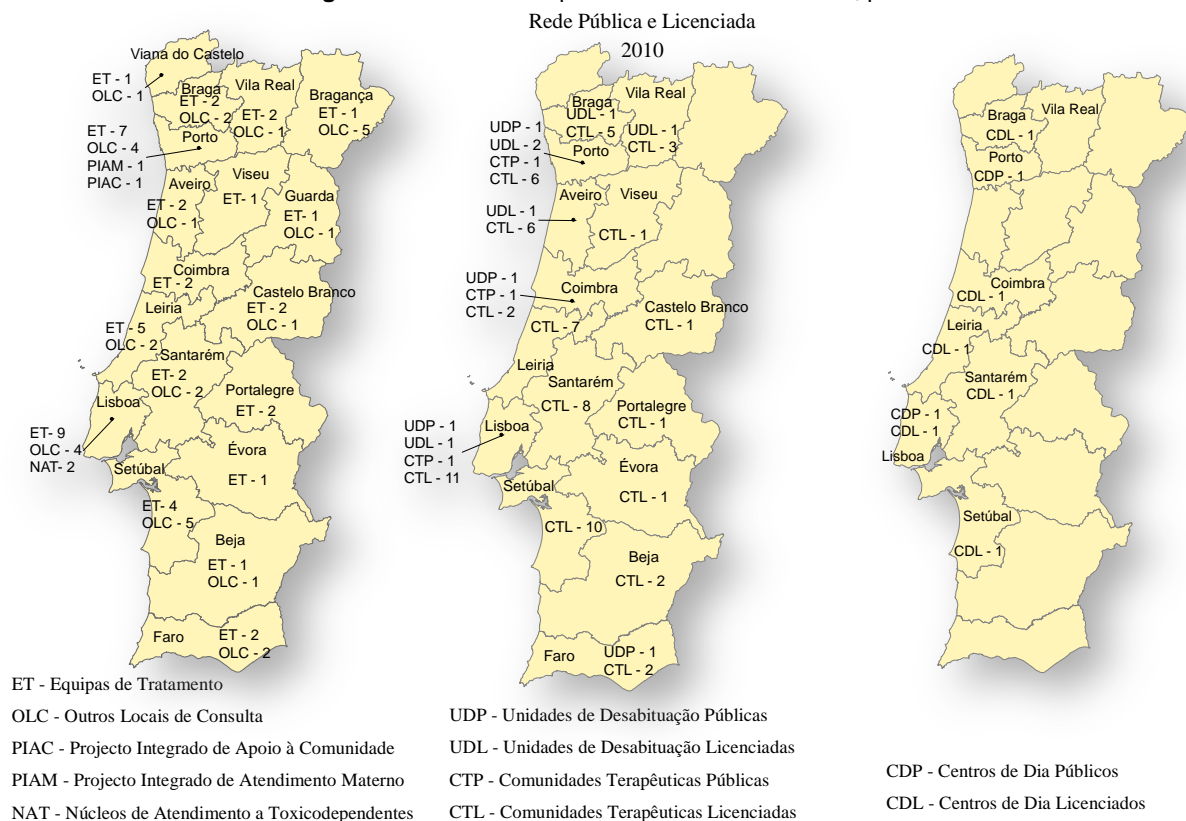 Rede Pública e Licenciada
2010
Viana do Castelo
ET - 1
OLC - 1
Braga
ET - 2
OLC - 2
Vila Real
ET- 2
OLC - 1
Bragança
ET - 1
OLC - 5
ET - 7
OLC - 4
PIAM - 1
PIAC - 1
Porto
Aveiro
ET - 2
OLC - 1
Viseu
ET- 1
Guarda
ET- 1
OLC - 1
Coimbra
ET - 2
Castelo Branco
ET - 2
OLC - 1
Leiria
ET - 5
OLC - 2
Santarém
ET- 2
OLC - 2
Portalegre
ET - 2
Lisboa
ET- 9
OLC - 4
NAT- 2
Évora
ET - 1
Setúbal
ET- 4
OLC - 5
Beja
ET - 1
OLC - 1
Faro
ET - 2
OLC - 2
ET - Equipas de Tratamento
OLC - Outros Locais de Consulta
PIAC - Projecto Integrado de Apoio à Comunidade
PIAM - Projecto Integrado de Atendimento Materno
NAT - Núcleos de Atendimento a Toxicodependentes
Braga
UDL - 1
CTL - 5
Vila Real
UDL - 1
CTL - 3
UDP - 1
UDL - 2
CTP - 1
CTL - 6
Porto
Aveiro
UDL - 1
CTL - 6
Viseu
CTL - 1
UDP - 1
CTP - 1
CTL - 2
Coimbra
Castelo Branco
CTL - 1
CTL - 7
Leiria
Santarém
CTL - 8
Portalegre
CTL - 1
UDP - 1
UDL - 1
CTP - 1
CTL - 11
Lisboa
Évora
CTL - 1
Setúbal
CTL - 10
Beja
CTL - 2
Faro
UDP - 1
CTL - 2
UDP - Unidades de Desabituação Públicas
UDL - Unidades de Desabituação Licenciadas
CTP - Comunidades Terapêuticas Públicas
CTL - Comunidades Terapêuticas Licenciadas
Braga
CDL - 1
Vila Real
Porto
CDP - 1
Coimbra
CDL - 1
Leiria
CDL - 1
Santarém
CDL - 1
CDP - 1
CDL - 1
Lisboa
Setúbal
CDL - 1
CDP - Centros de Dia Públicos
CDL - Centros de Dia Licenciados